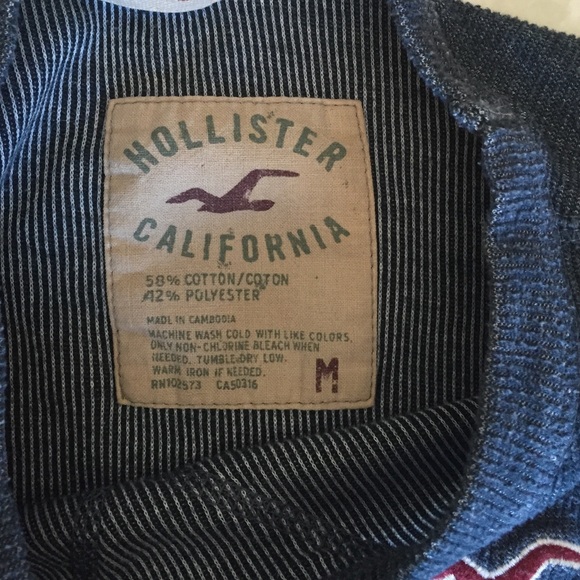 HOLLISTER
CALIFORNIA
58% COTTON/COTON
42% POLYESTER
MADE IN CAMBODIA
MACHINE WASH COLD WITH LIKE COLORS.
ONLY NON-CHLORINE BLEACH WHEN
NEEDED. TUMBLE DRY LOW.
WARM IRON IF NEEDED.
RN102573 CA50316
M